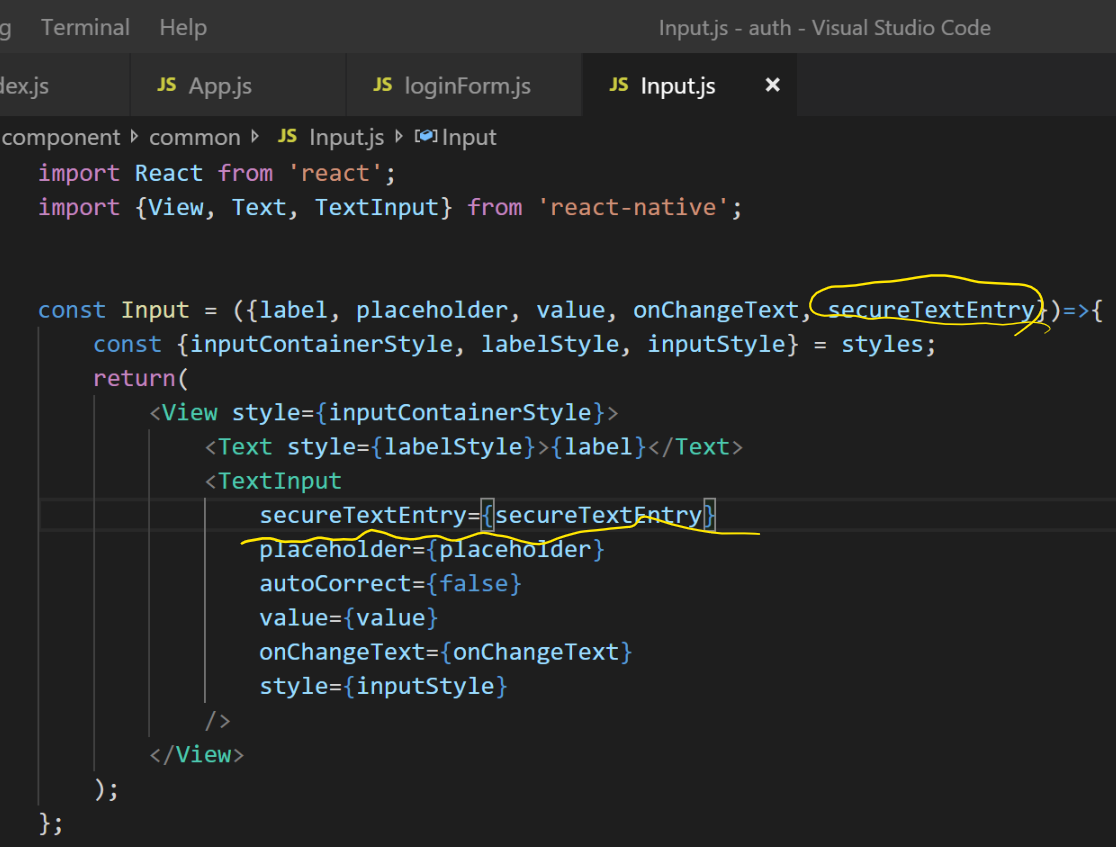 Terminal Help Input.js - auth - Visual Studio Code
JS App.js JS loginForm.js JS Input.js ×
component common JS Input.js Input
import React from 'react';
import {View, Text, TextInput} from 'react-native';
const Input = ({label, placeholder, value, onChangeText, secureTextEntry})=>{
const {inputContainerStyle, labelStyle, inputStyle} = styles;
return(
<View style={inputContainerStyle}>
<Text style={labelStyle}>{label}</Text>
<TextInput
secureTextEntry={secureTextEntry}
placeholder={placeholder}
autoCorrect={false}
value={value}
onChangeText={onChangeText}
style={inputStyle}
/>
</View>
);
};